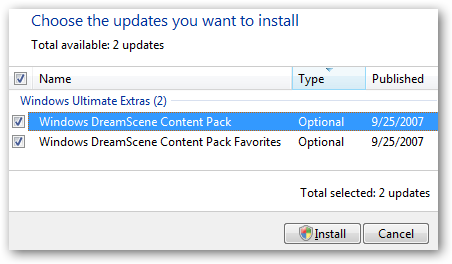 Choose the updates you want to install
Total available: 2 updates
Name Type Published
Windows Ultimate Extras (2)
Windows DreamScene Content Pack Optional 9/25/2007
Windows DreamScene Content Pack Favorites Optional 9/25/2007
Total selected: 2 updates
Install Cancel